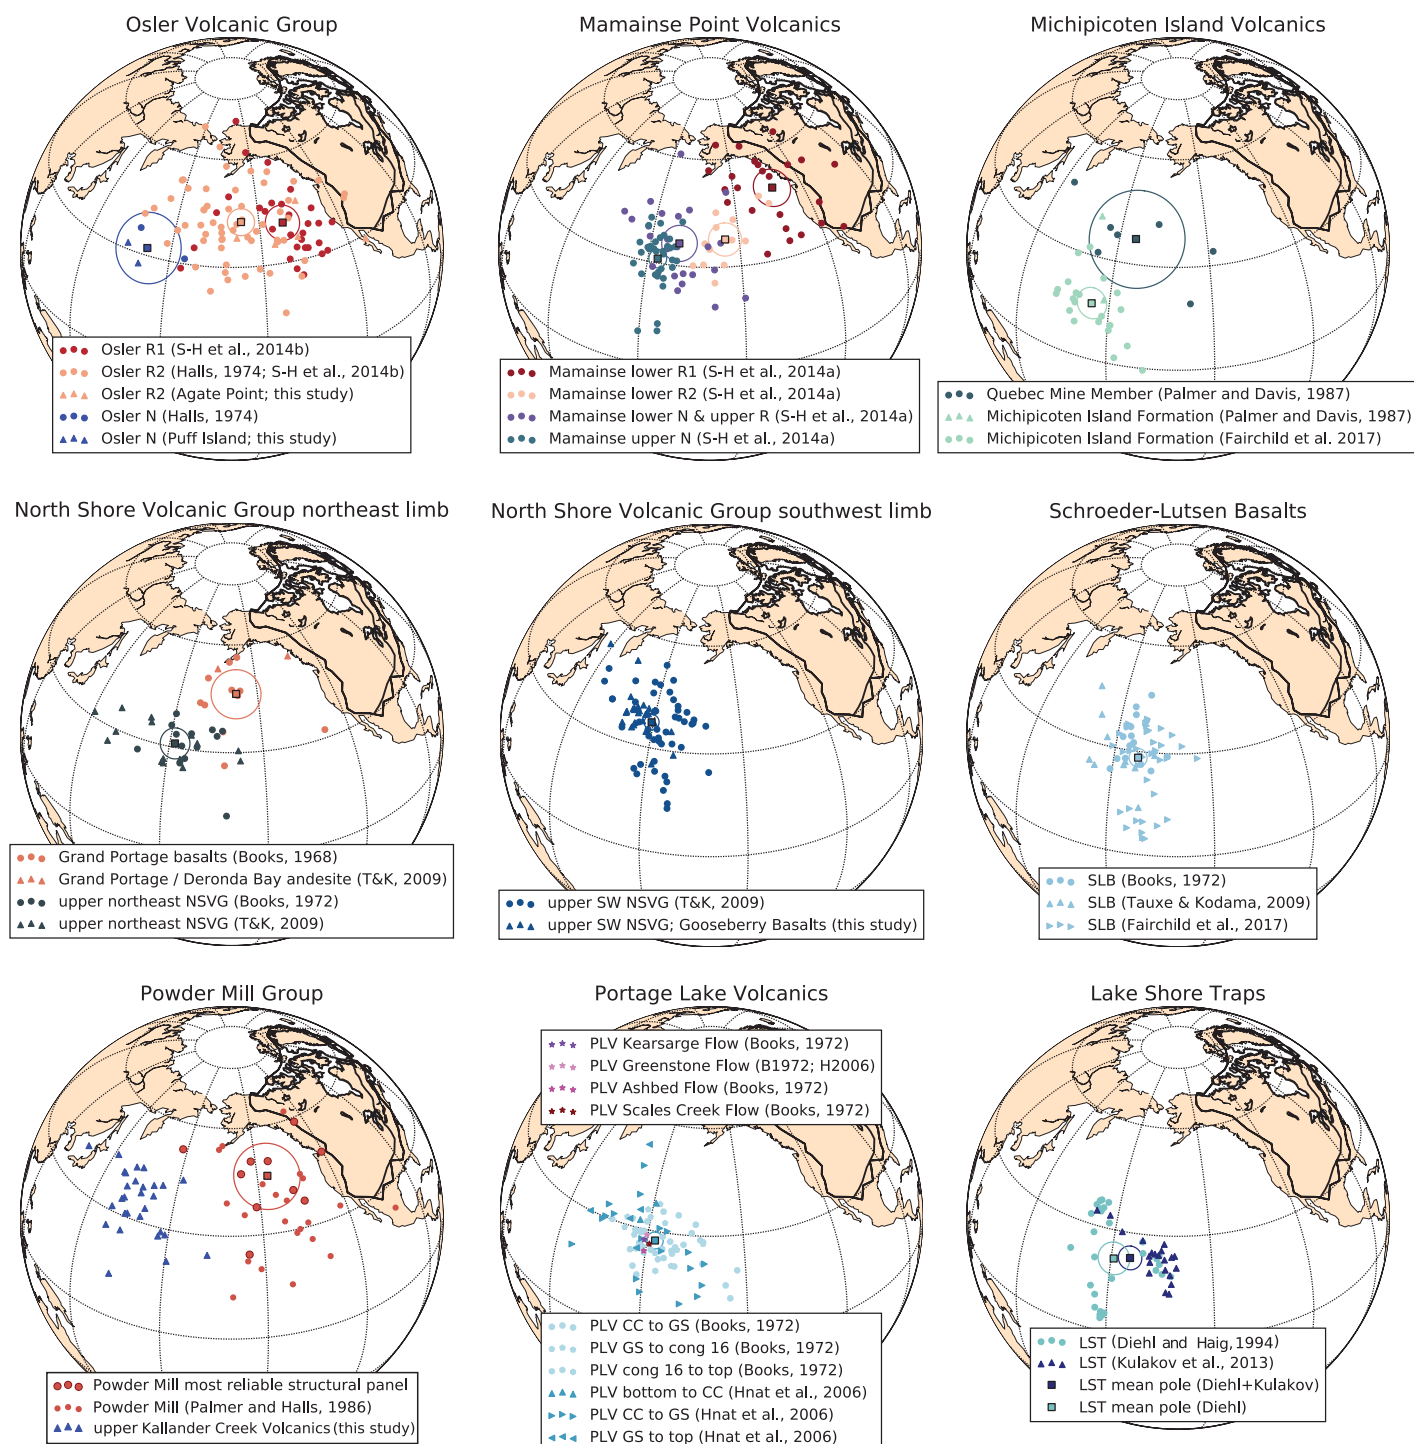 Osler Volcanic Group
Osler R1 (S-H et al., 2014b)
Osler R2 (Halls, 1974; S-H et al., 2014b)
Osler R2 (Agate Point; this study)
Osler N (Halls, 1974)
Osler N (Puff Island; this study)
Mamainse Point Volcanics
Mamainse lower R1 (S-H et al., 2014a)
Mamainse lower R2 (S-H et al., 2014a)
Mamainse lower N & upper R (S-H et al., 2014a)
Mamainse upper N (S-H et al., 2014a)
Michipicoten Island Volcanics
Quebec Mine Member (Palmer and Davis, 1987)
Michipicoten Island Formation (Palmer and Davis, 1987)
Michipicoten Island Formation (Fairchild et al. 2017)
North Shore Volcanic Group northeast limb
Grand Portage basalts (Books, 1968)
Grand Portage / Deronda Bay andesite (T&K, 2009)
upper northeast NSVG (Books, 1972)
upper northeast NSVG (T&K, 2009)
North Shore Volcanic Group southwest limb
upper SW NSVG (T&K, 2009)
upper SW NSVG; Gooseberry Basalts (this study)
Schroeder-Lutsen Basalts
SLB (Books, 1972)
SLB (Tauxe & Kodama, 2009)
SLB (Fairchild et al., 2017)
Powder Mill Group
Powder Mill most reliable structural panel
Powder Mill (Palmer and Halls, 1986)
upper Kallander Creek Volcanics (this study)
Portage Lake Volcanics
PLV Kearsarge Flow (Books, 1972)
PLV Greenstone Flow (B1972; H2006)
PLV Ashbed Flow (Books, 1972)
PLV Scales Creek Flow (Books, 1972)
PLV CC to GS (Books, 1972)
PLV GS to cong 16 (Books, 1972)
PLV cong 16 to top (Books, 1972)
PLV bottom to CC (Hnat et al., 2006)
PLV CC to GS (Hnat et al., 2006)
PLV GS to top (Hnat et al., 2006)
Lake Shore Traps
LST (Diehl and Haig,1994)
LST (Kulakov et al., 2013)
LST mean pole (Diehl+Kulakov)
LST mean pole (Diehl)